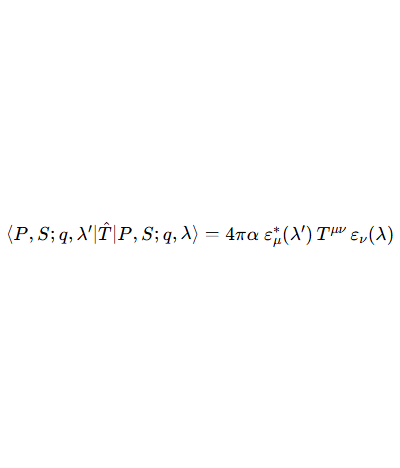 ⟨P, S; q, λ′|T̂|P, S; q, λ⟩ = 4πα ε*_μ(λ′) T^{μν} ε_ν(λ)